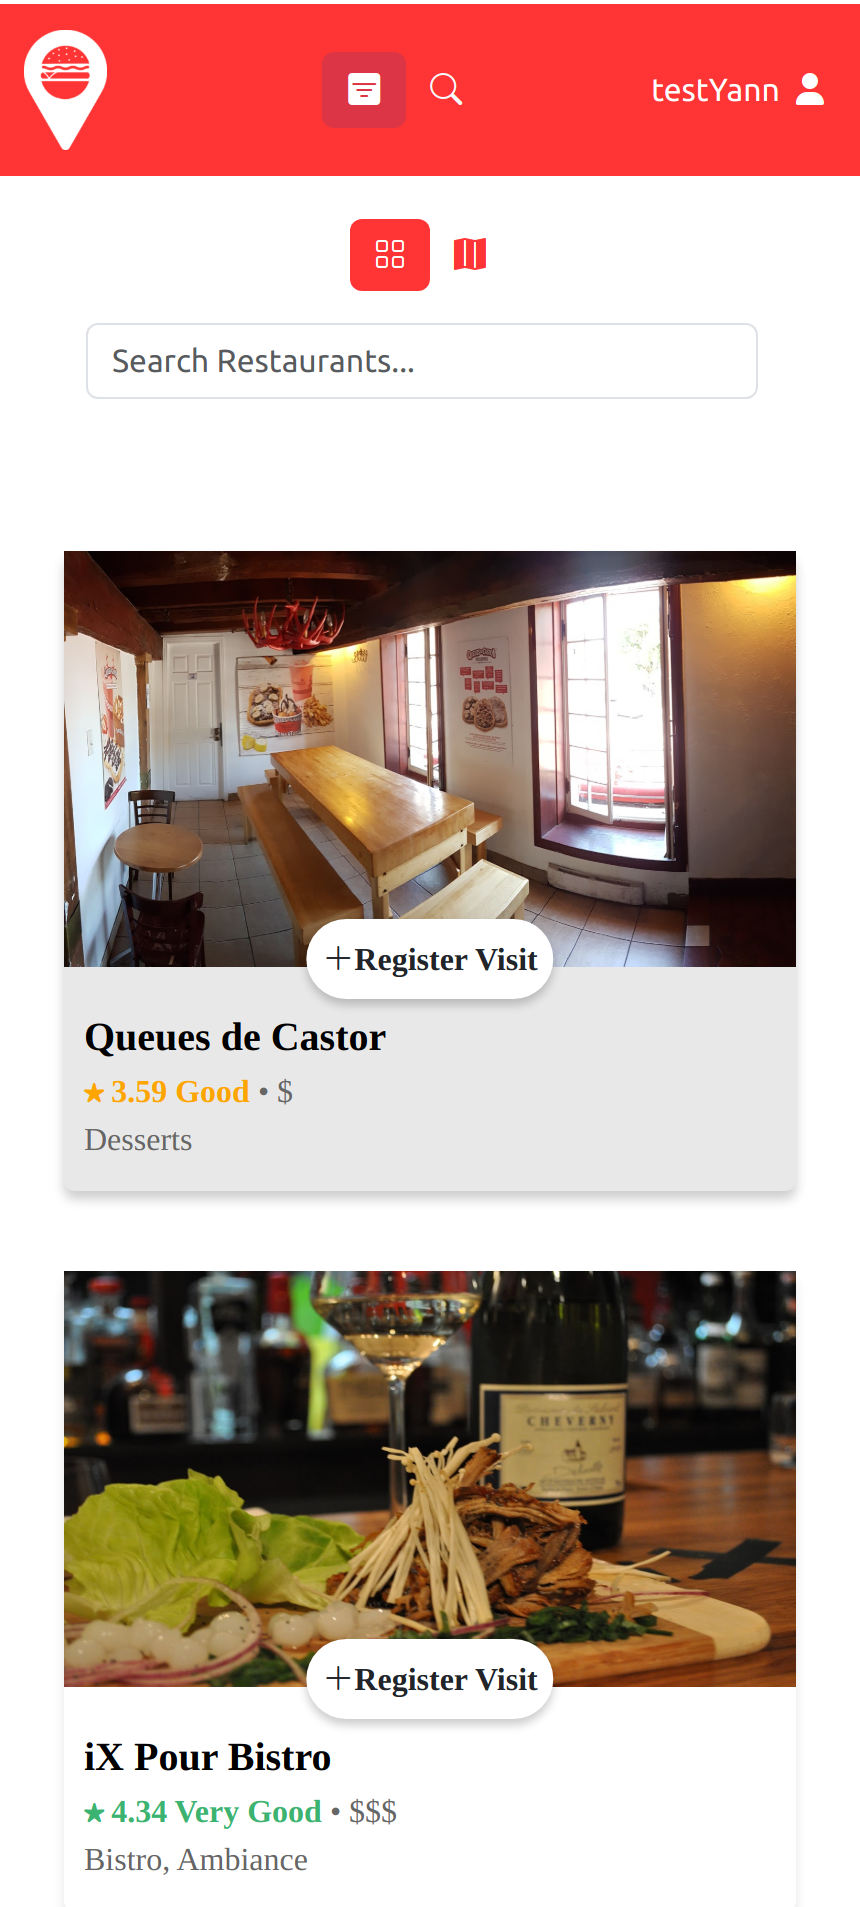 testYann
Search Restaurants...
+Register Visit
Queues de Castor
★ 3.59 Good • $
Desserts
CHEVERNY
+Register Visit
iX Pour Bistro
★ 4.34 Very Good • $$$
Bistro, Ambiance